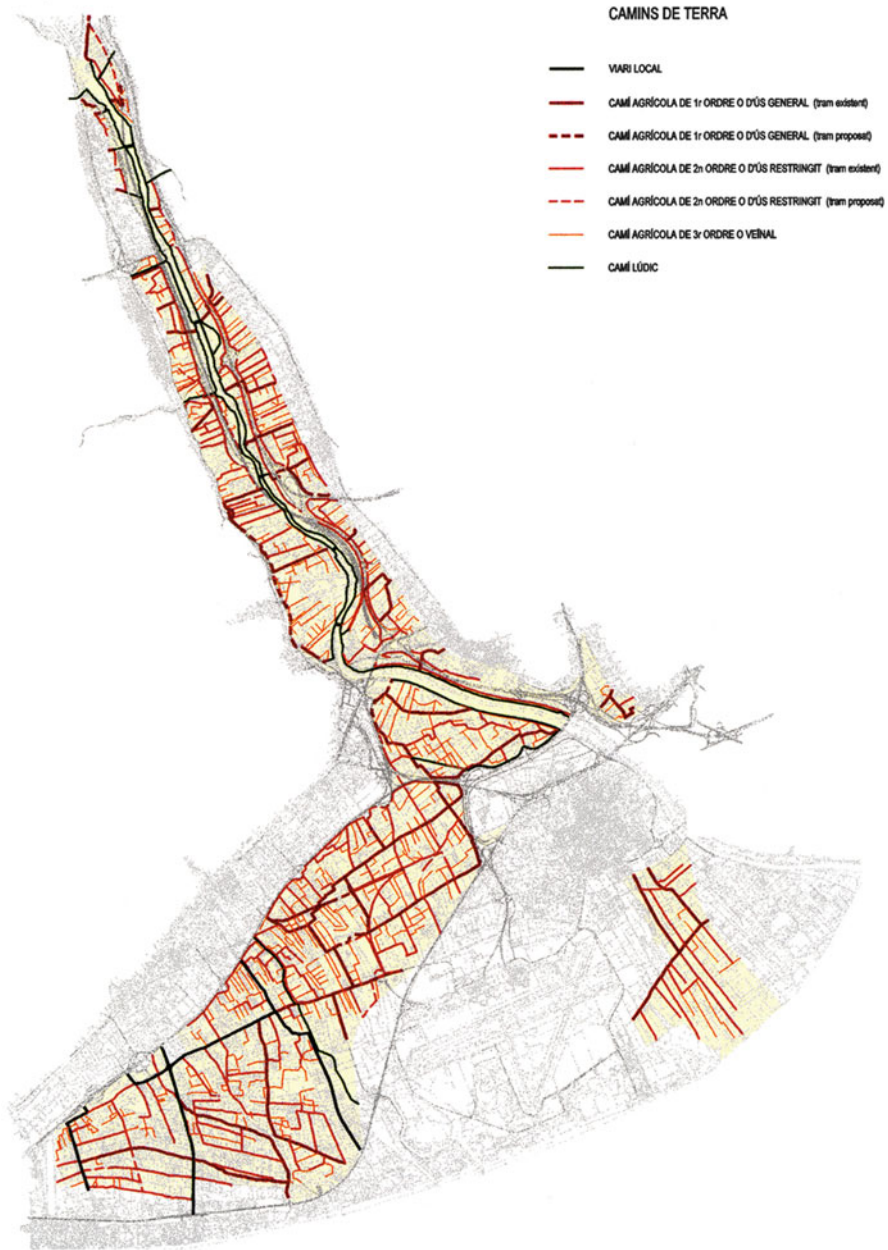 CAMINS DE TERRA
VIARI LOCAL
CAMÍ AGRÍCOLA DE 1r ORDRE O D'ÚS GENERAL (tram existent)
CAMÍ AGRÍCOLA DE 1r ORDRE O D'ÚS GENERAL (tram proposat)
CAMÍ AGRÍCOLA DE 2n ORDRE O D'ÚS RESTRINGIT (tram existent)
CAMÍ AGRÍCOLA DE 2n ORDRE O D'ÚS RESTRINGIT (tram proposat)
CAMÍ AGRÍCOLA DE 3r ORDRE O VEÏNAL
CAMÍ LÚDIC